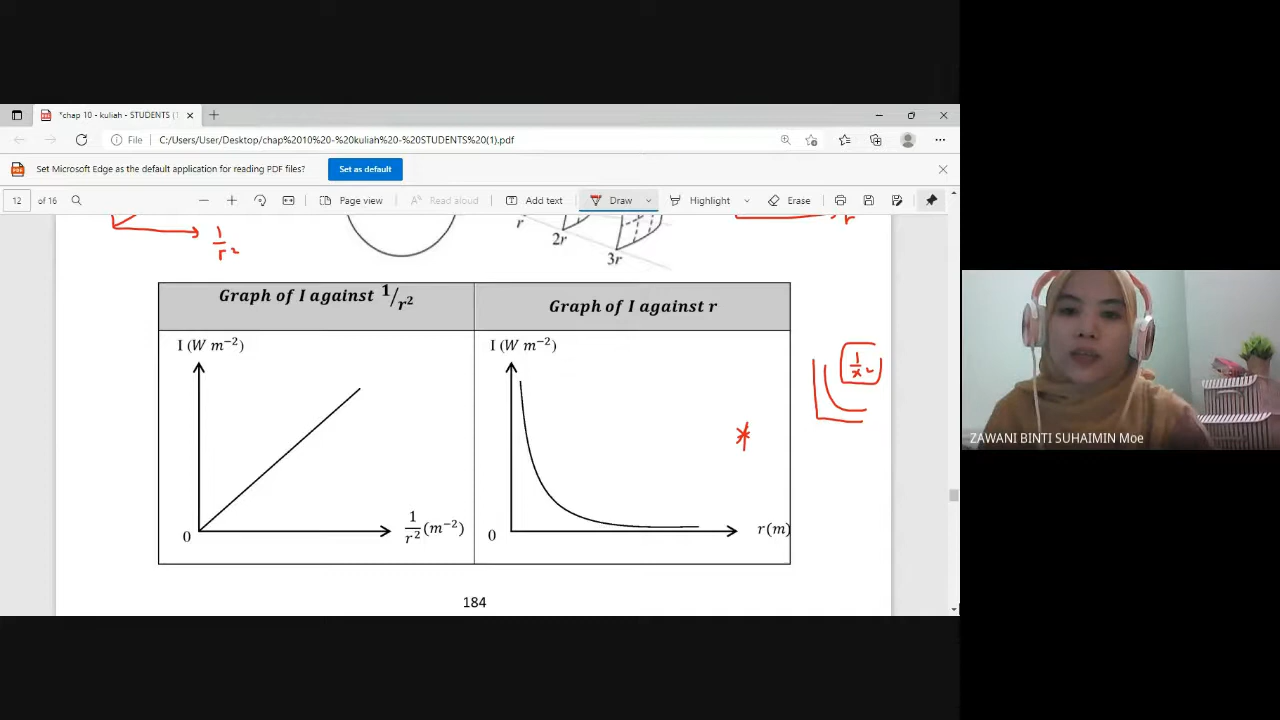 *chap 10 - kuliah - STUDENTS (1
File
C:/Users/User/Desktop/chap%2010%20-%20kuliah%20-%20STUDENTS%20(1).pdf
Set Microsoft Edge as the default application for reading PDF files?
Set as default
12 of 16
Page view
Read aloud
Add text
Draw
Highlight
Erase
1/r²
r
2r
3r
r
Graph of I against 1/r²
Graph of I against r
I (W m⁻²)
I (W m⁻²)
1/x²
*
0
1/r² (m⁻²)
0
r(m)
184
ZAWANI BINTI SUHAIMIN Moe